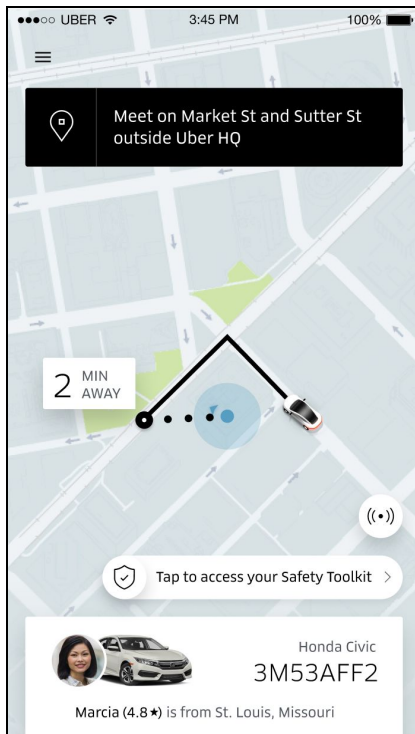 UBER 3:45 PM 100%
Meet on Market St and Sutter St
outside Uber HQ
2 MIN
AWAY
Tap to access your Safety Toolkit
Honda Civic
3M53AFF2
Marcia (4.8★) is from St. Louis, Missouri